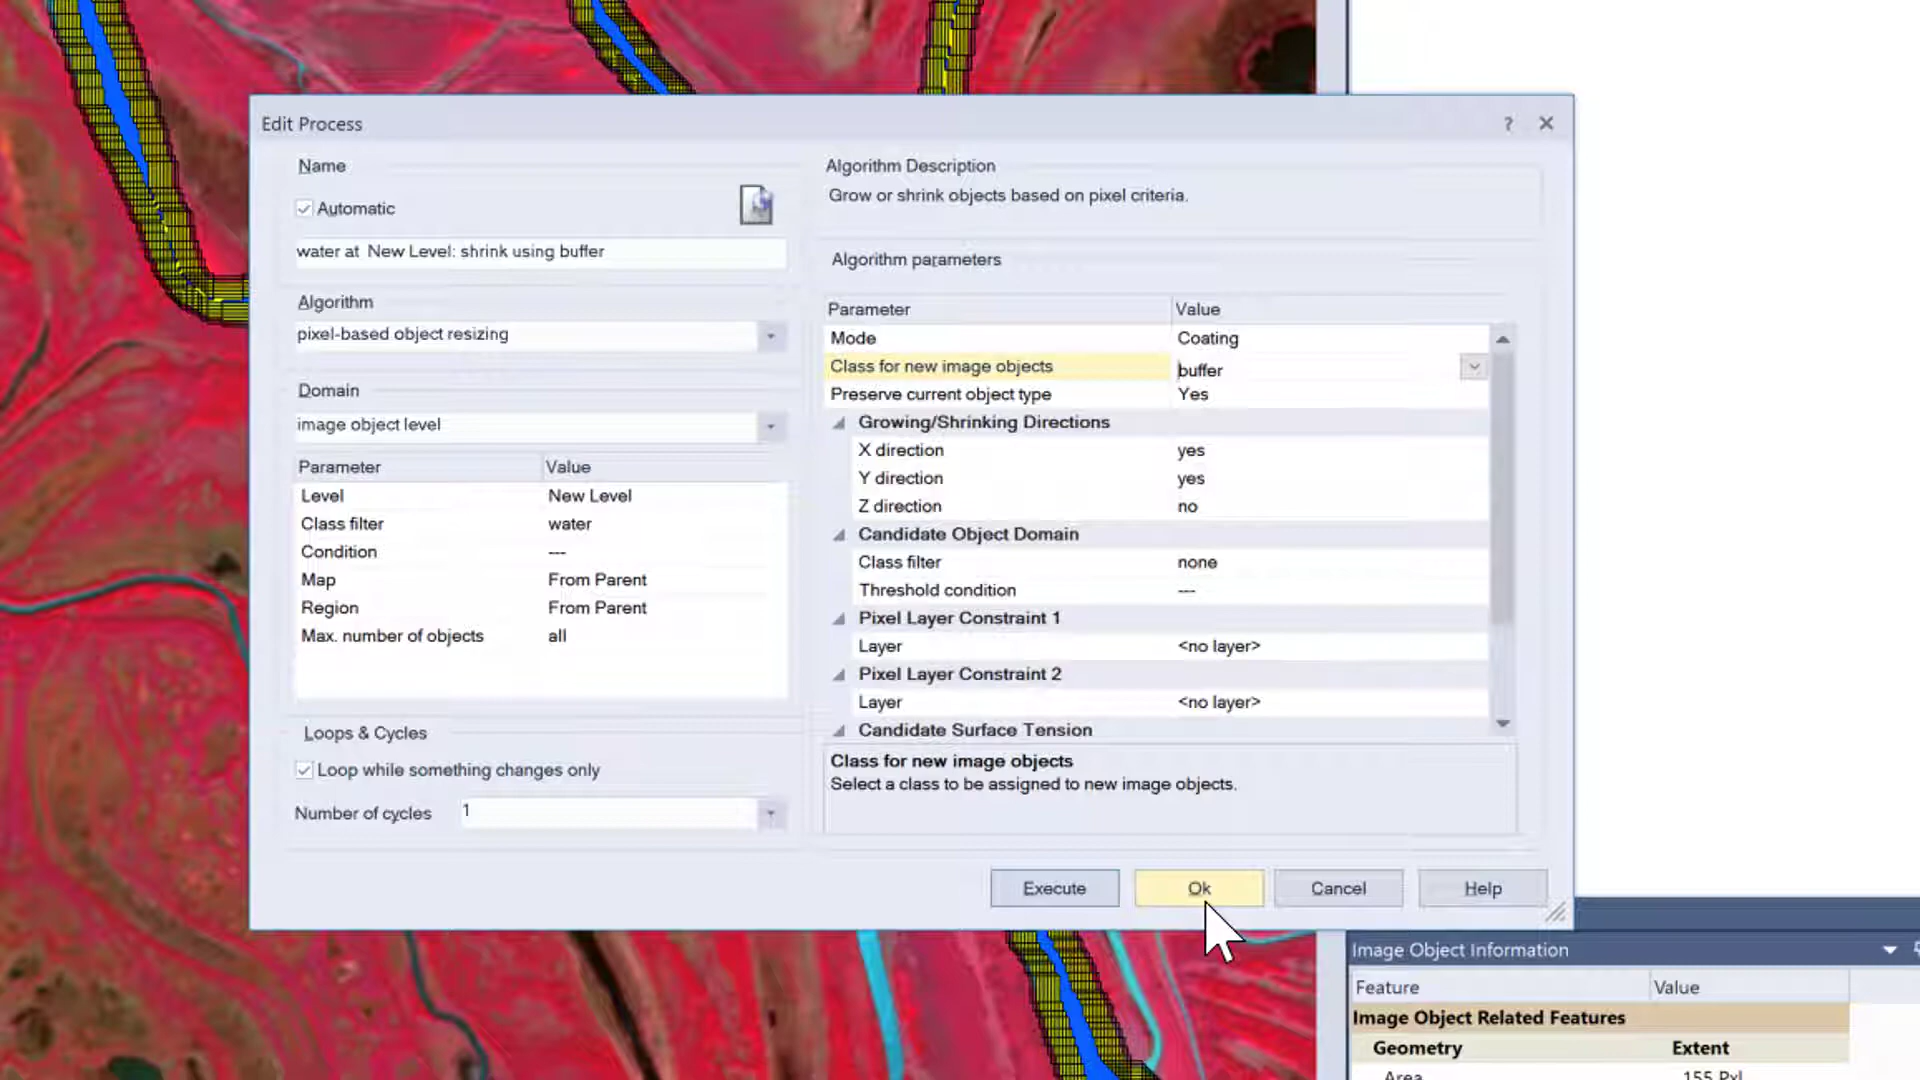 Edit Process
?
Name
Automatic
water at  New Level: shrink using buffer
Algorithm
pixel-based object resizing
Domain
image object level
Parameter Value
Level New Level
Class filter water
Condition ---
Map From Parent
Region From Parent
Max. number of objects all
Loops & Cycles
Loop while something changes only
Number of cycles 1
Algorithm Description
Grow or shrink objects based on pixel criteria.
Algorithm parameters
Parameter Value
Mode Coating
Class for new image objects buffer
Preserve current object type Yes
Growing/Shrinking Directions
X direction yes
Y direction yes
Z direction no
Candidate Object Domain
Class filter none
Threshold condition ---
Pixel Layer Constraint 1
Layer <no layer>
Pixel Layer Constraint 2
Layer <no layer>
Candidate Surface Tension
Class for new image objects
Select a class to be assigned to new image objects.
Execute Ok Cancel Help
Image Object Information
Feature Value
Image Object Related Features
Geometry Extent
Area 155 Pxl